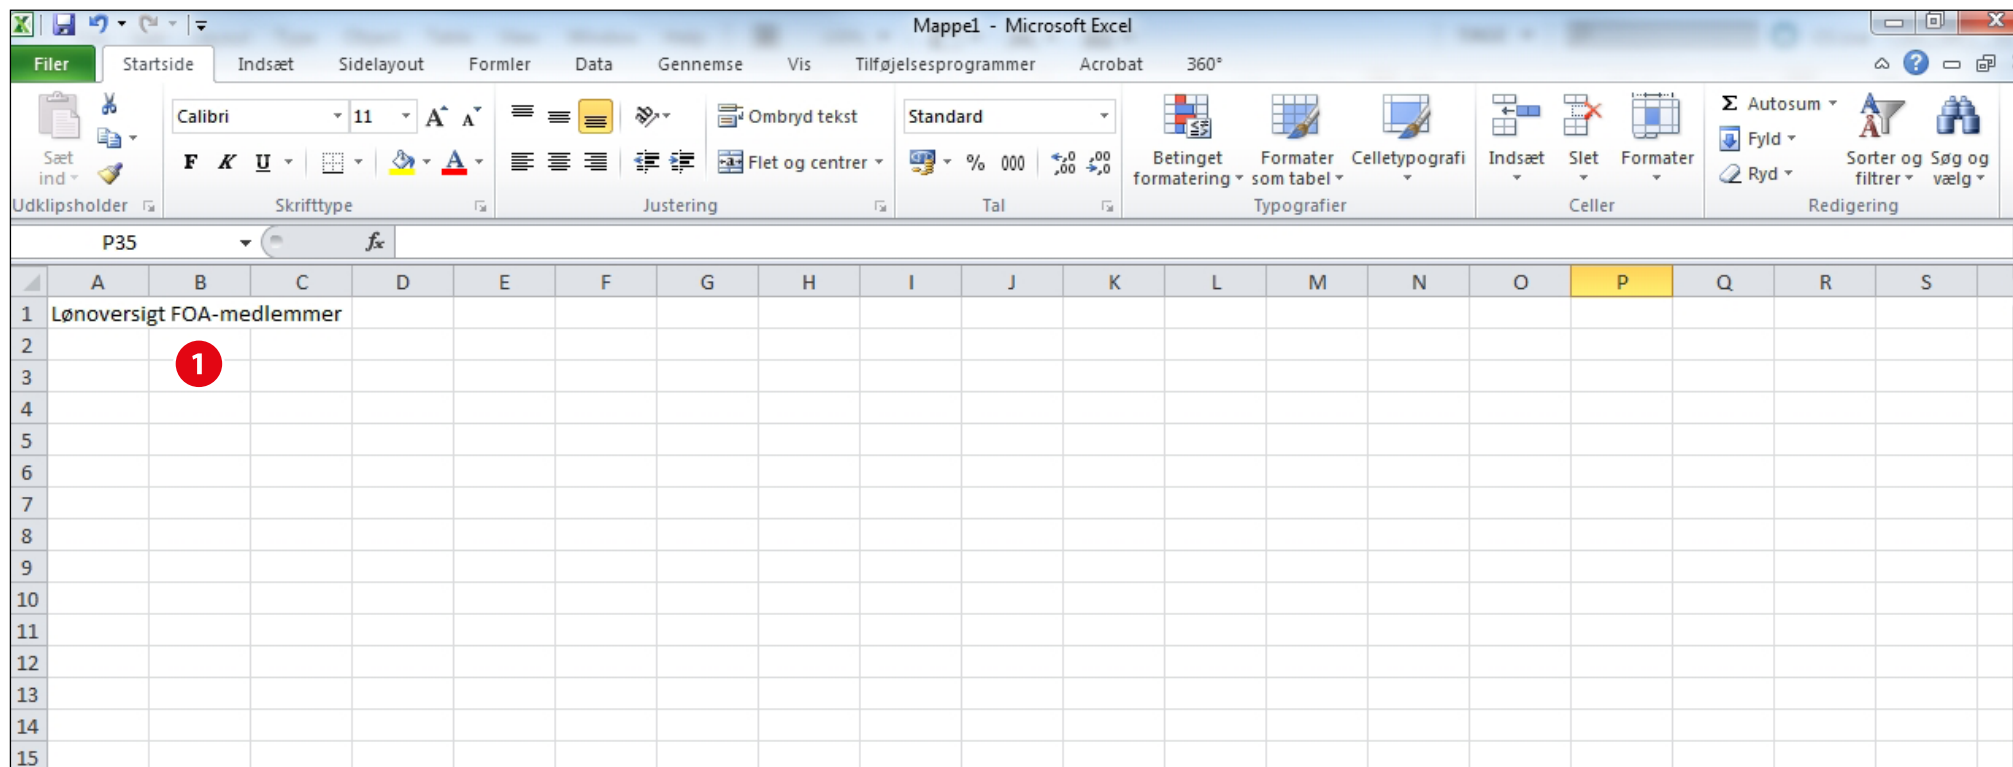 Mappe1 - Microsoft Excel
Filer Startside Indsæt Sidelayout Formler Data Gennemse Vis Tilføjelsesprogrammer Acrobat 360°
Sæt ind
Calibri 11 A A
F K U A
Udklipsholder
Skrifttype
Ombryd tekst
Flet og centrer
Justering
Standard
% 000 ,00 ,00 ,0
Tal
Betinget formatering
Formater som tabel
Celletypografi
Typografier
Indsæt Slet Formater
Celler
Σ Autosum
Fyld
Ryd
Sorter og filtrer
Søg og vælg
Redigering
P35 fx
A B C D E F G H I J K L M N O P Q R S
1 Lønoversigt FOA-medlemmer
2
1
3
4
5
6
7
8
9
10
11
12
13
14
15